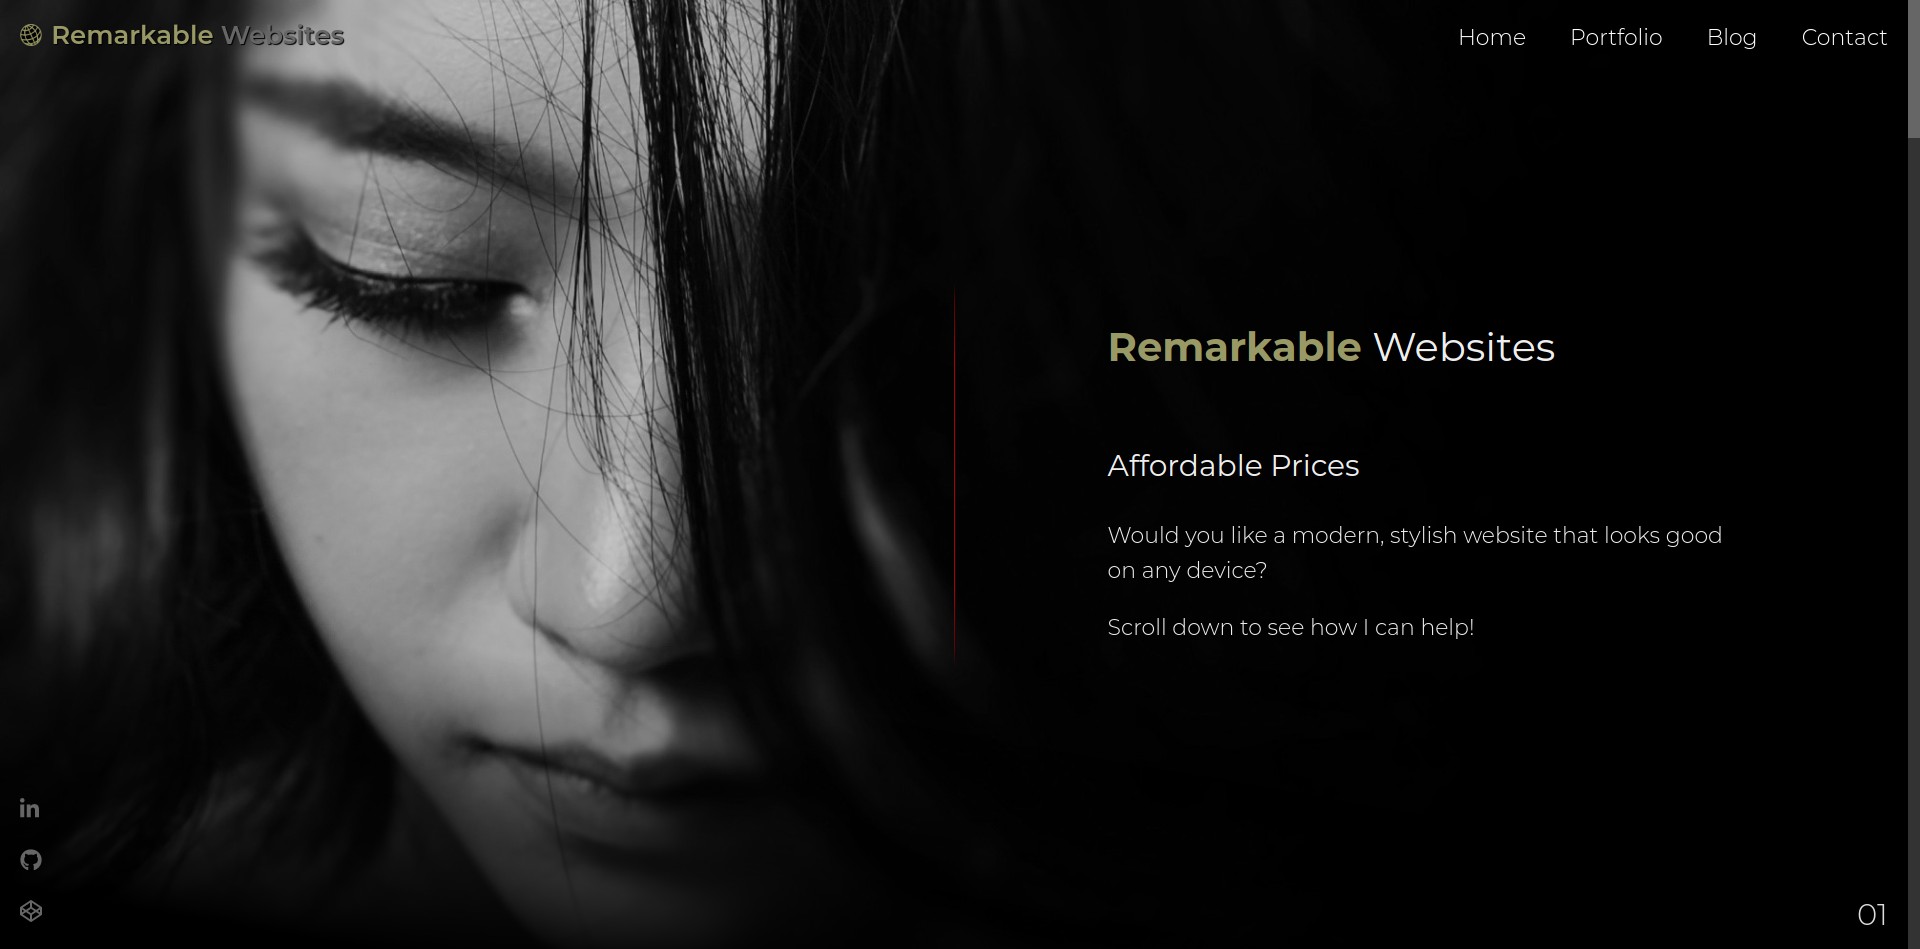 Remarkable Websites
Home Portfolio Blog Contact
Remarkable Websites
Affordable Prices
Would you like a modern, stylish website that looks good
on any device?
Scroll down to see how I can help!
in
01